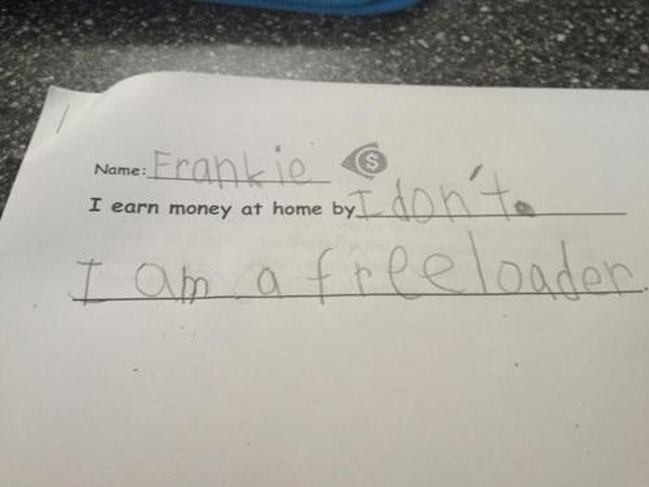 Name: Frankie $
I earn money at home by I don't.
I am a freeloader.